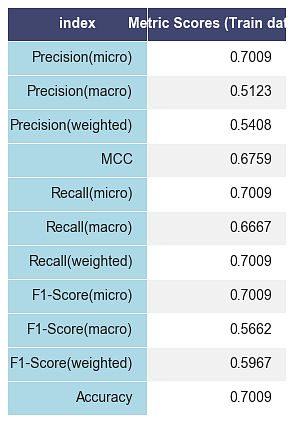 index Metric Scores (Train dat
Precision(micro) 0.7009
Precision(macro) 0.5123
Precision(weighted) 0.5408
MCC 0.6759
Recall(micro) 0.7009
Recall(macro) 0.6667
Recall(weighted) 0.7009
F1-Score(micro) 0.7009
F1-Score(macro) 0.5662
F1-Score(weighted) 0.5967
Accuracy 0.7009